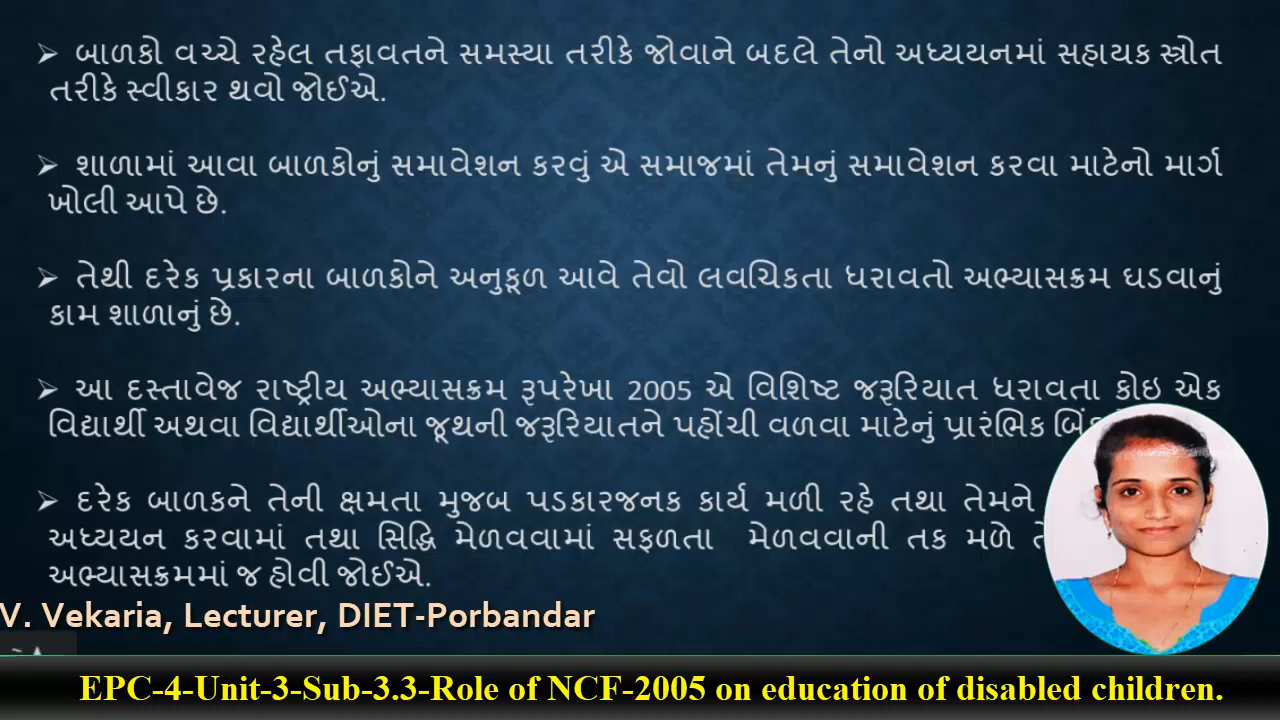 ➢ બાળકો વચ્ચે રહેલ તફાવતને સમસ્યા તરીકે જોવાને બદલે તેનો અધ્યયનમાં સહાયક સ્ત્રોત
તરીકે સ્વીકાર થવો જોઈએ.
➢ શાળામાં આવા બાળકોનું સમાવેશન કરવું એ સમાજમાં તેમનું સમાવેશન કરવા માટેનો માર્ગ
ખોલી આપે છે.
➢ તેથી દરેક પ્રકારના બાળકોને અનુકૂળ આવે તેવો લવચિકતા ધરાવતો અભ્યાસક્રમ ઘડવાનું
કામ શાળાનું છે.
➢ આ દસ્તાવેજ રાષ્ટ્રીય અભ્યાસક્રમ રૂપરેખા 2005 એ વિશિષ્ટ જરૂરિયાત ધરાવતા કોઇ એક
વિદ્યાર્થી અથવા વિદ્યાર્થીઓના જૂથની જરૂરિયાતને પહોંચી વળવા માટેનું પ્રારંભિક
➢ દરેક બાળકને તેની ક્ષમતા મુજબ પડકારજનક કાર્ય મળી રહે તથા તેમને
અધ્યયન કરવામાં તથા સિદ્ધિ મેળવવામાં સફળતા મેળવવાની તક મળે
અભ્યાસક્રમમાં જ હોવી જોઈએ.
V. Vekaria, Lecturer, DIET-Porbandar
EPC-4-Unit-3-Sub-3.3-Role of NCF-2005 on education of disabled children.